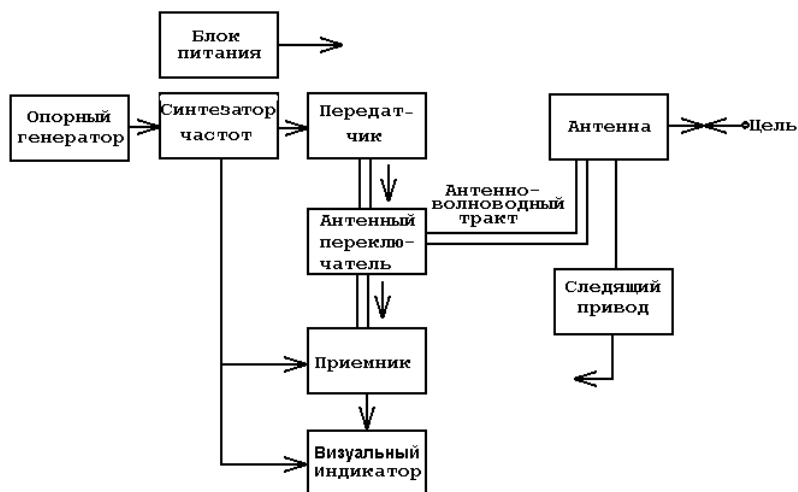 Блок
питания
Опорный
генератор
Синтезатор
частот
Передат-
чик
Антенна
Цель
Антенно-
волноводный
тракт
Антенный
переклю-
чатель
Следящий
привод
Приемник
Визуальный
индикатор